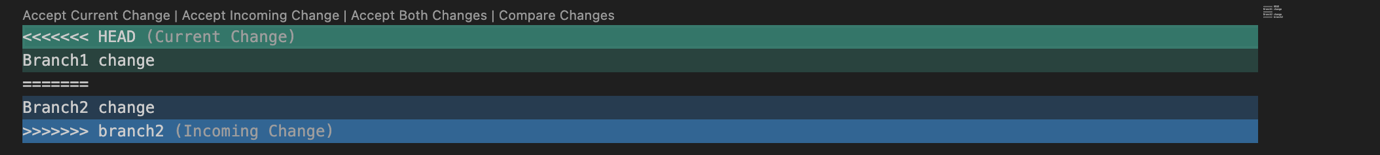 Accept Current Change | Accept Incoming Change | Accept Both Changes | Compare Changes
<<<<<<< HEAD (Current Change)
Branch1 change
=======
Branch2 change
>>>>>>> branch2 (Incoming Change)